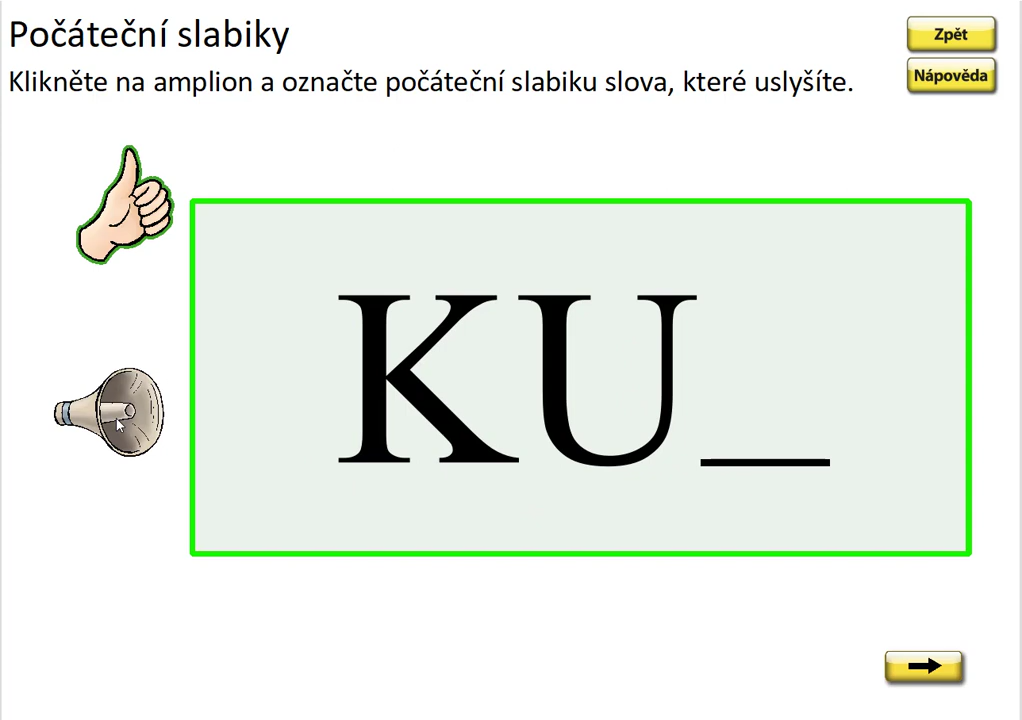 Počáteční slabiky
Zpět
Klikněte na amplion a označte počáteční slabiku slova, které uslyšíte.
Nápověda
KU_